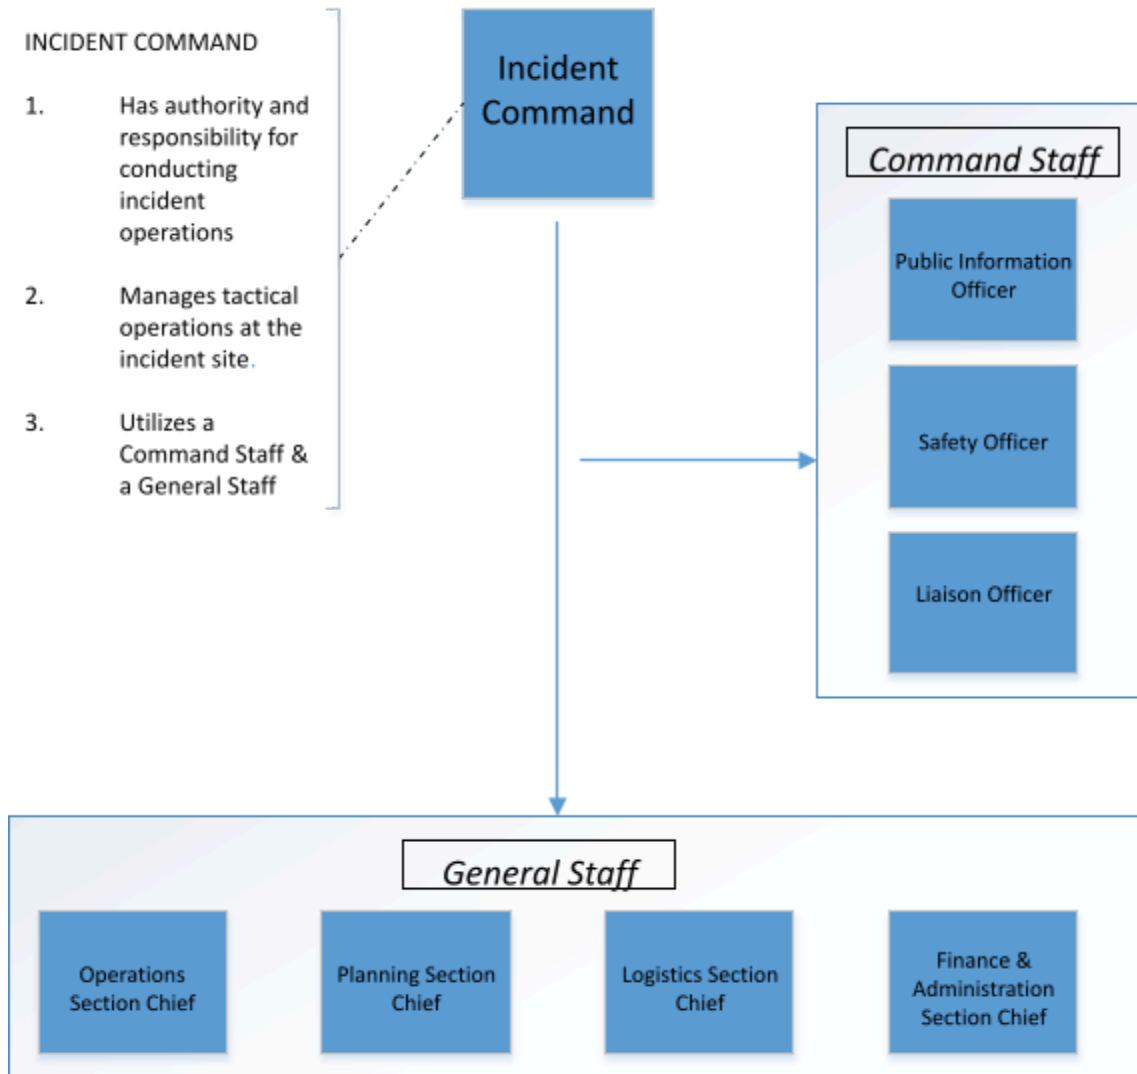 INCIDENT COMMAND
1. Has authority and
responsibility for
conducting
incident
operations
2. Manages tactical
operations at the
incident site.
3. Utilizes a
Command Staff &
a General Staff
Incident
Command
Command Staff
Public Information
Officer
Safety Officer
Liaison Officer
General Staff
Operations
Section Chief
Planning Section
Chief
Logistics Section
Chief
Finance &
Administration
Section Chief